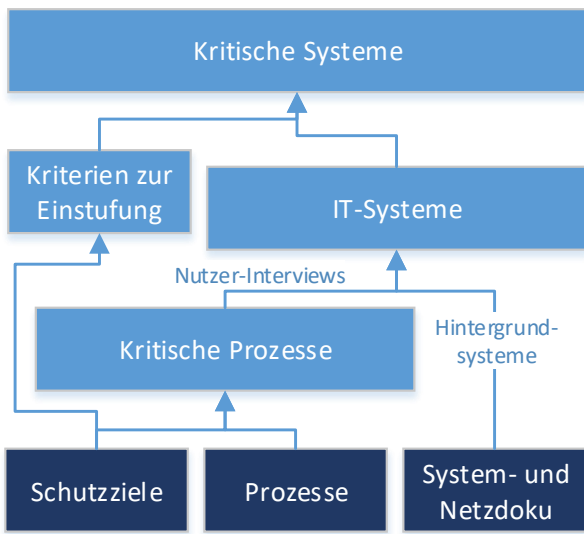 Kritische Systeme
Kriterien zur
Einstufung
IT-Systeme
Nutzer-Interviews
Hintergrund-
systeme
Kritische Prozesse
Schutzziele
Prozesse
System- und
Netzdoku